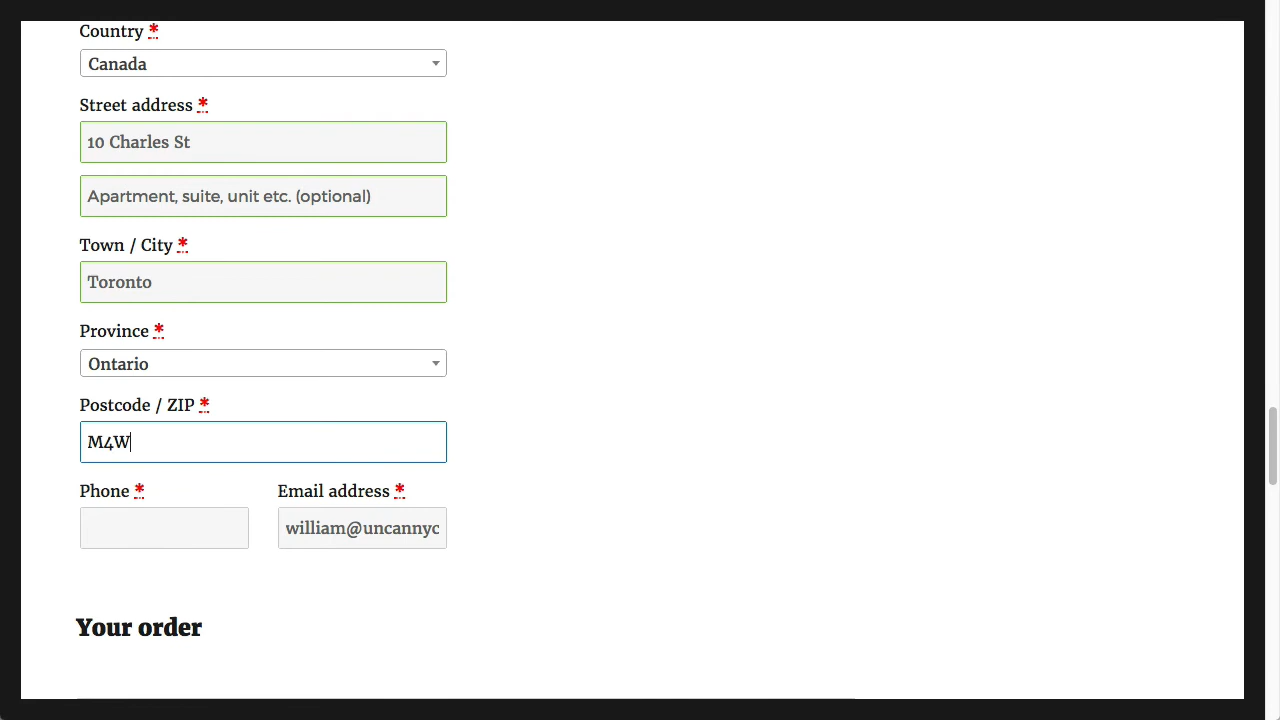 Country *
Canada
Street address *
10 Charles St
Apartment, suite, unit etc. (optional)
Town / City *
Toronto
Province *
Ontario
Postcode / ZIP *
M4W
Phone * Email address *
william@uncannyc
Your order